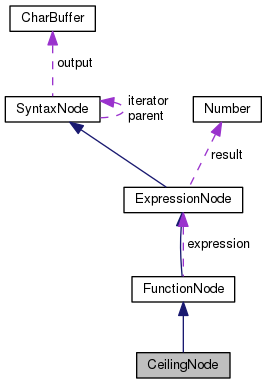 CharBuffer
output
SyntaxNode
iterator
parent
Number
result
ExpressionNode
expression
FunctionNode
CeilingNode